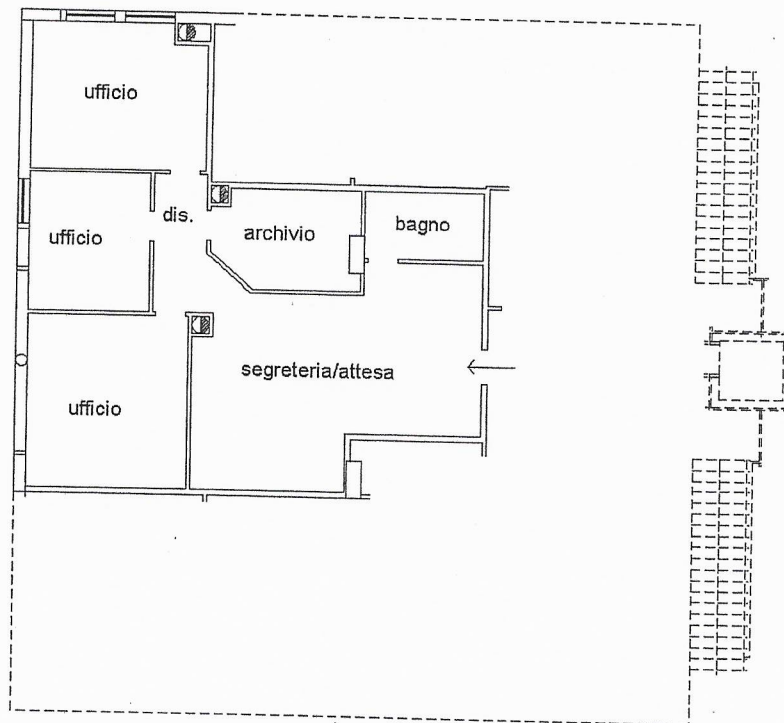 ufficio
dis.
ufficio
archivio
bagno
segreteria/attesa
ufficio